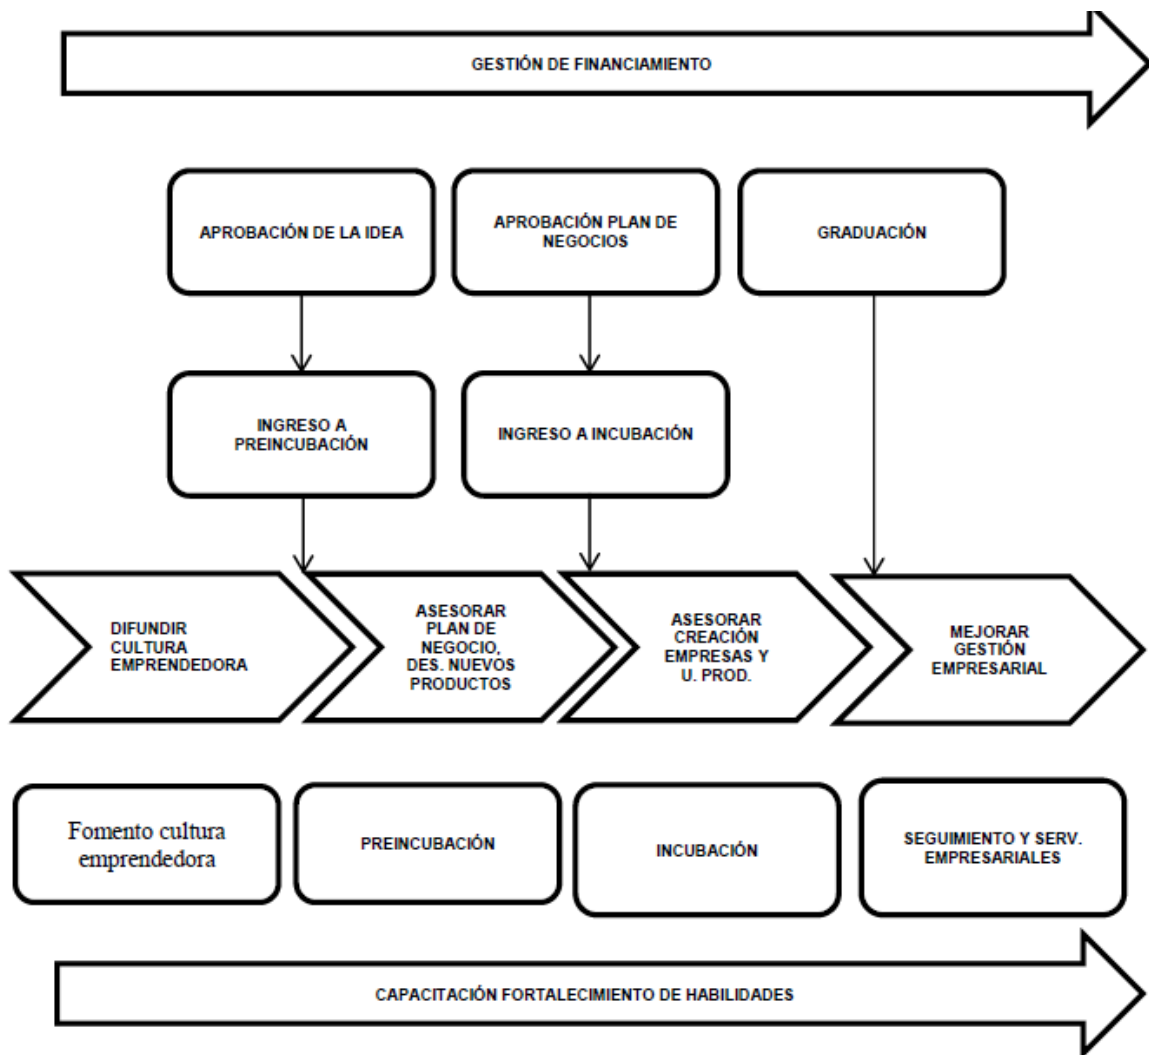 GESTIÓN DE FINANCIAMIENTO
APROBACIÓN DE LA IDEA
APROBACIÓN PLAN DE
NEGOCIOS
GRADUACIÓN
INGRESO A
PREINCUBACIÓN
INGRESO A INCUBACIÓN
DIFUNDIR
CULTURA
EMPRENDEDORA
ASESORAR
PLAN DE
NEGOCIO,
DES. NUEVOS
PRODUCTOS
ASESORAR
CREACIÓN
EMPRESAS Y
U. PROD.
MEJORAR
GESTIÓN
EMPRESARIAL
Fomento cultura
emprendedora
PREINCUBACIÓN
INCUBACIÓN
SEGUIMIENTO Y SERV.
EMPRESARIALES
CAPACITACIÓN FORTALECIMIENTO DE HABILIDADES